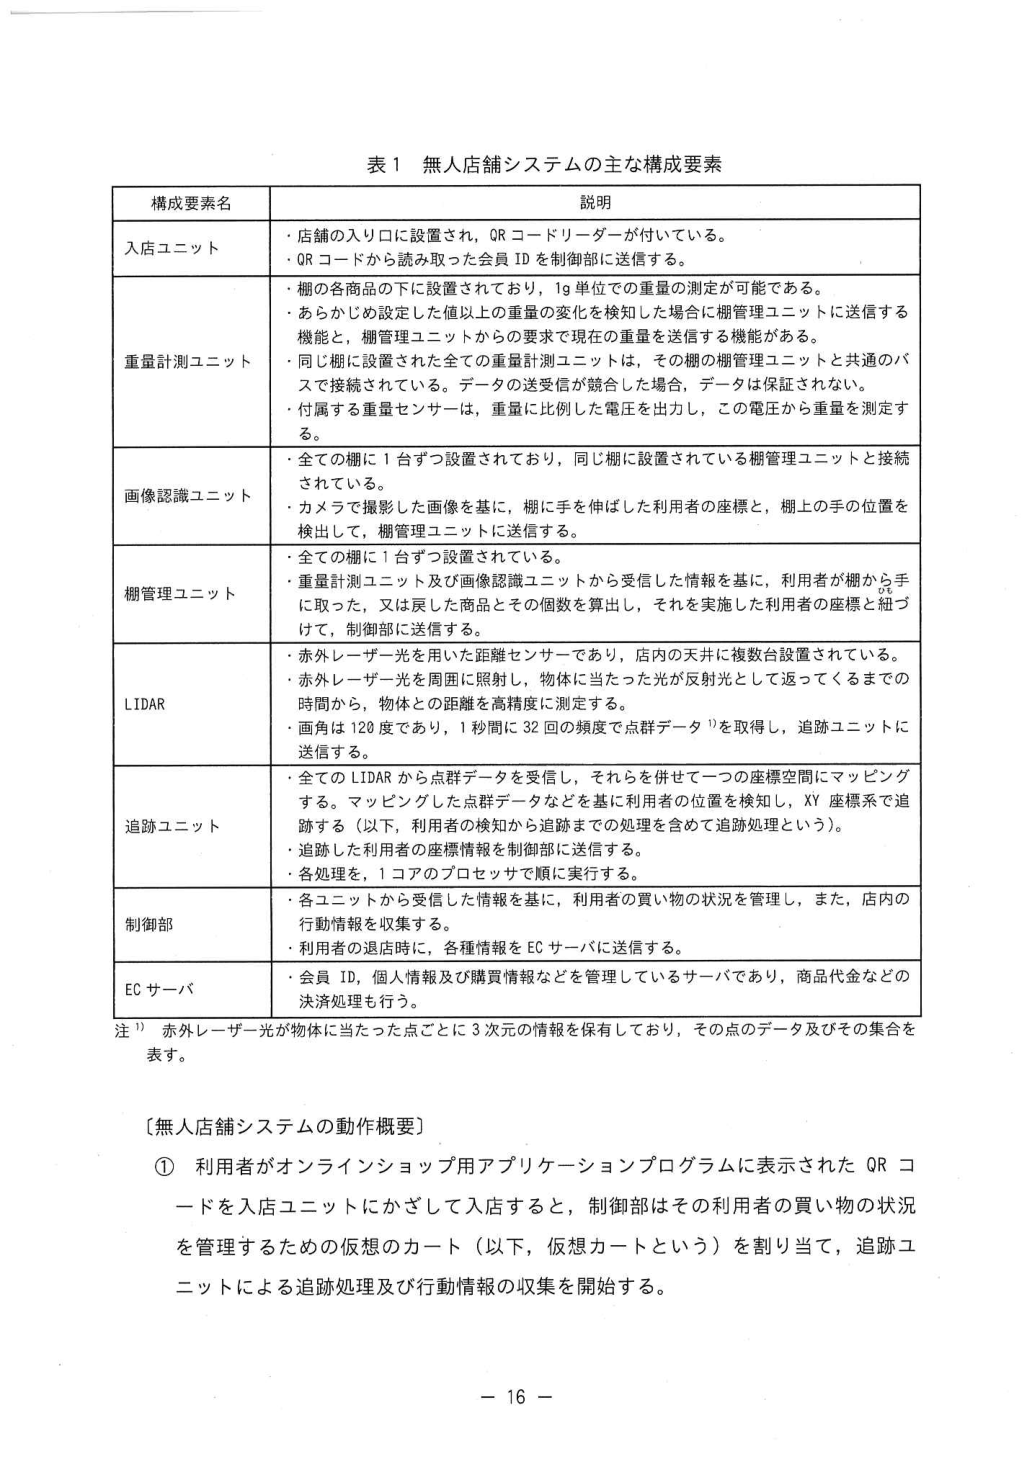 表1　無人店舗システムの主な構成要素
構成要素名
説明
入店ユニット
・店舗の入り口に設置され，QR コードリーダーが付いている。
・QR コードから読み取った会員 ID を制御部に送信する。
重量計測ユニット
・棚の各商品の下に設置されており，1g 単位での重量の測定が可能である。
・あらかじめ設定した値以上の重量の変化を検知した場合に棚管理ユニットに送信する
機能と，棚管理ユニットからの要求で現在の重量を送信する機能がある。
・同じ棚に設置された全ての重量計測ユニットは，その棚の棚管理ユニットと共通のバ
スで接続されている。データの送受信が競合した場合，データは保証されない。
・付属する重量センサーは，重量に比例した電圧を出力し，この電圧から重量を測定す
る。
画像認識ユニット
・全ての棚に 1 台ずつ設置されており，同じ棚に設置されている棚管理ユニットと接続
されている。
・カメラで撮影した画像を基に，棚に手を伸ばした利用者の座標と，棚上の手の位置を
検出して，棚管理ユニットに送信する。
棚管理ユニット
・全ての棚に 1 台ずつ設置されている。
・重量計測ユニット及び画像認識ユニットから受信した情報を基に，利用者が棚から手
ひも
に取った，又は戻した商品とその個数を算出し，それを実施した利用者の座標と紐づ
けて，制御部に送信する。
LIDAR
・赤外レーザー光を用いた距離センサーであり，店内の天井に複数台設置されている。
・赤外レーザー光を周囲に照射し，物体に当たった光が反射光として返ってくるまでの
時間から，物体との距離を高精度に測定する。
・画角は 120 度であり，1 秒間に 32 回の頻度で点群データ 1)を取得し，追跡ユニットに
送信する。
追跡ユニット
・全ての LIDAR から点群データを受信し，それらを併せて一つの座標空間にマッピング
する。マッピングした点群データなどを基に利用者の位置を検知し，XY 座標系で追
跡する（以下，利用者の検知から追跡までの処理を含めて追跡処理という）。
・追跡した利用者の座標情報を制御部に送信する。
・各処理を，1 コアのプロセッサで順に実行する。
制御部
・各ユニットから受信した情報を基に，利用者の買い物の状況を管理し，また，店内の
行動情報を収集する。
・利用者の退店時に，各種情報を EC サーバに送信する。
EC サーバ
・会員 ID，個人情報及び購買情報などを管理しているサーバであり，商品代金などの
決済処理も行う。
注 1)　赤外レーザー光が物体に当たった点ごとに 3 次元の情報を保有しており，その点のデータ及びその集合を
表す。
〔無人店舗システムの動作概要〕
①　利用者がオンラインショップ用アプリケーションプログラムに表示された QR コ
ードを入店ユニットにかざして入店すると，制御部はその利用者の買い物の状況
を管理するための仮想のカート（以下，仮想カートという）を割り当て，追跡ユ
ニットによる追跡処理及び行動情報の収集を開始する。
― 16 ―